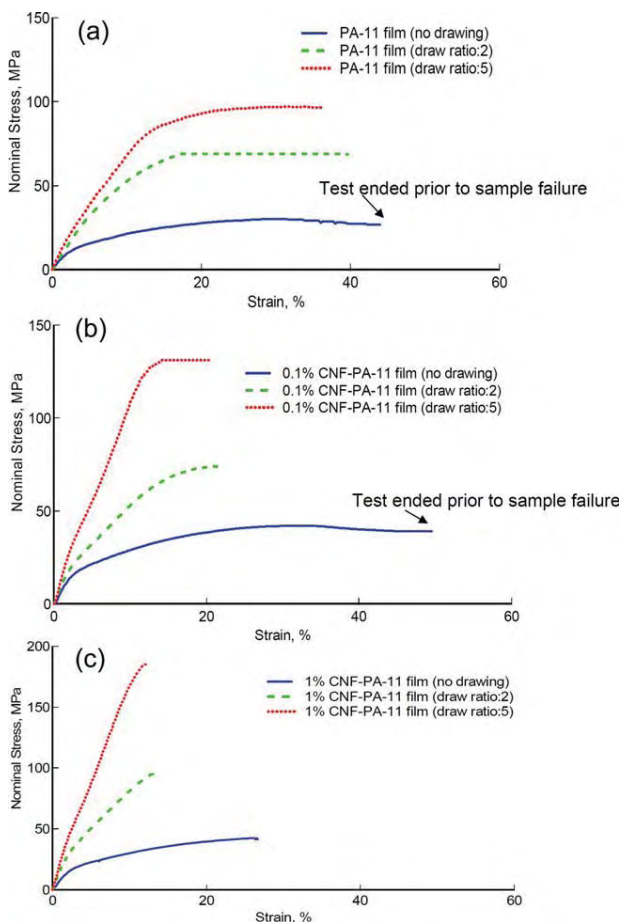 (a)
PA-11 film (no drawing)
PA-11 film (draw ratio:2)
PA-11 film (draw ratio:5)
Nominal Stress, MPa
150
100
50
0
Test ended prior to sample failure
0 20 40 60
Strain, %
(b)
0.1% CNF-PA-11 film (no drawing)
0.1% CNF-PA-11 film (draw ratio:2)
0.1% CNF-PA-11 film (draw ratio:5)
Nominal Stress, MPa
150
100
50
0
Test ended prior to sample failure
0 20 40 60
Strain, %
(c)
1% CNF-PA-11 film (no drawing)
1% CNF-PA-11 film (draw ratio:2)
1% CNF-PA-11 film (draw ratio:5)
Nominal Stress, MPa
200
150
100
50
0
0 20 40 60
Strain, %